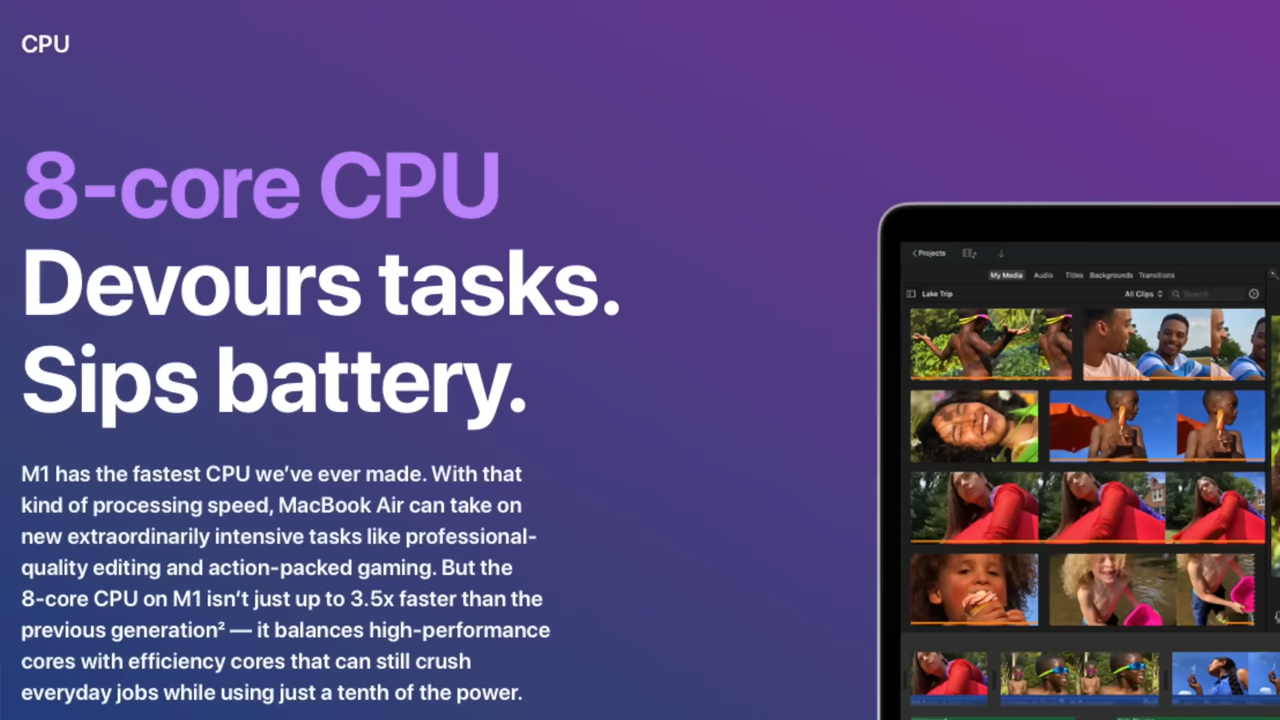 CPU
8-core CPU
Devours tasks.
Sips battery.
M1 has the fastest CPU we’ve ever made. With that
kind of processing speed, MacBook Air can take on
new extraordinarily intensive tasks like professional-
quality editing and action-packed gaming. But the
8-core CPU on M1 isn’t just up to 3.5x faster than the
previous generation² — it balances high-performance
cores with efficiency cores that can still crush
everyday jobs while using just a tenth of the power.
Projects
My Media Audio Titles Backgrounds Transitions
Lake Trip All Clips Search